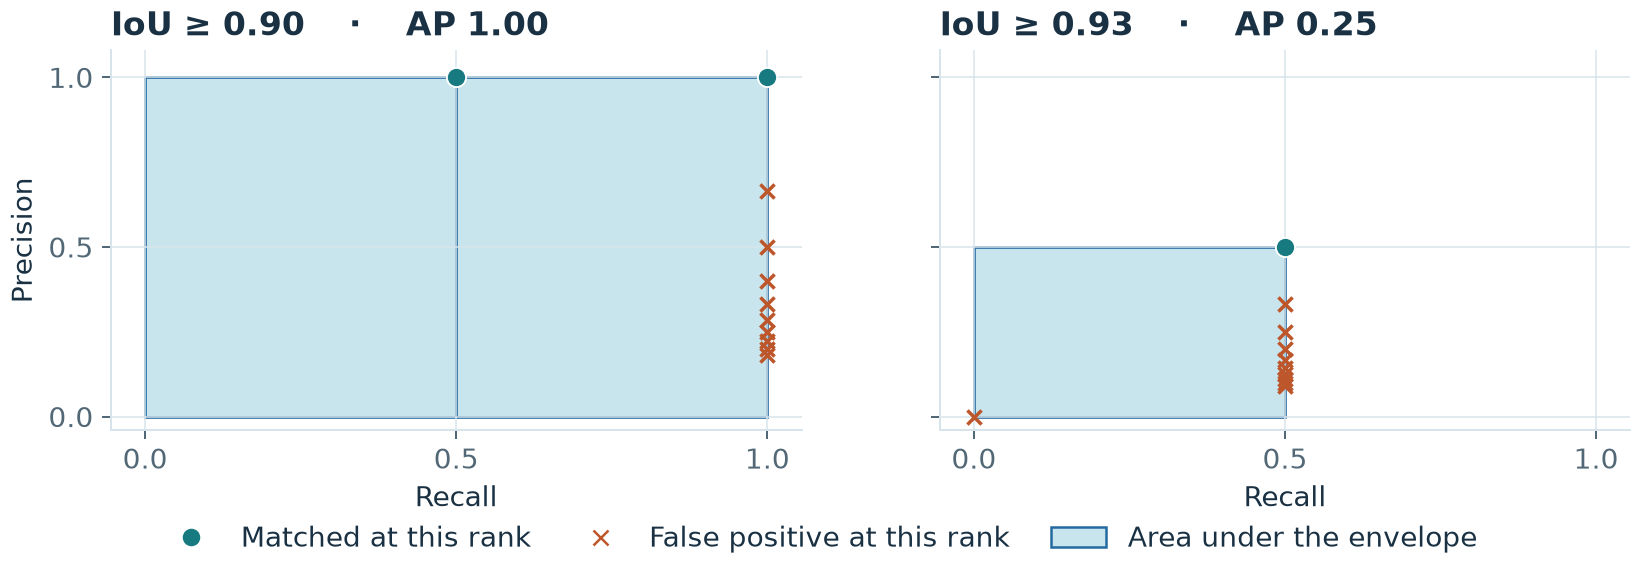 IoU ≥ 0.90 · AP 1.00
IoU ≥ 0.93 · AP 0.25
Precision
1.0
0.5
0.0
0.0 0.5 1.0
0.0 0.5 1.0
Recall
Recall
Matched at this rank
False positive at this rank
Area under the envelope